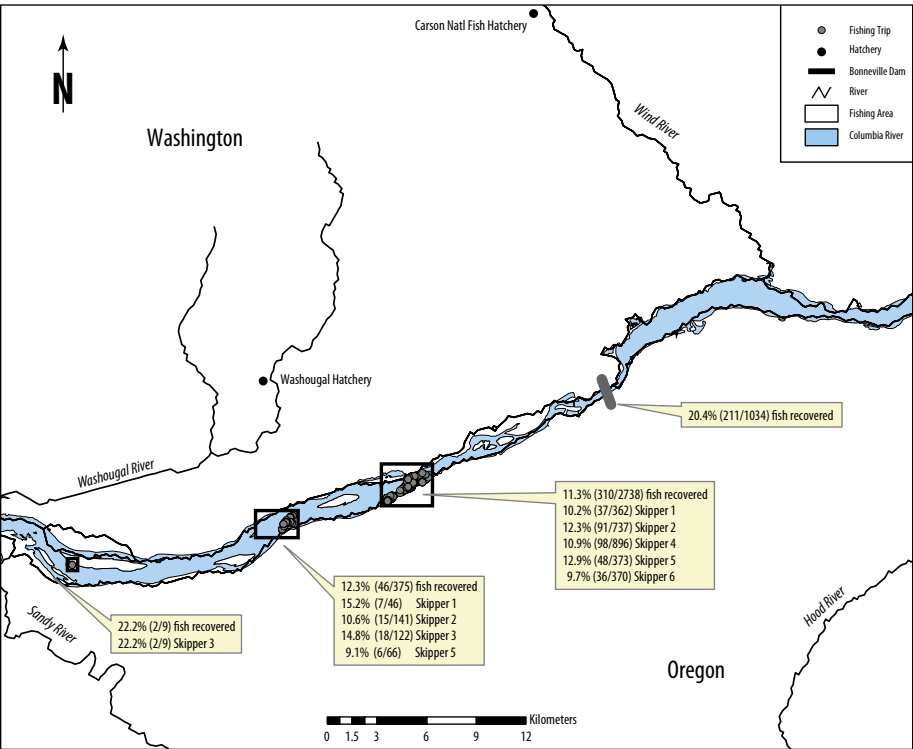 Carson Natl Fish Hatchery
Fishing Trip
Hatchery
Bonneville Dam
River
Fishing Area
Columbia River
N
Washington
Wind River
Washougal Hatchery
20.4% (211/1034) fish recovered
Washougal River
11.3% (310/2738) fish recovered
10.2% (37/362) Skipper 1
12.3% (91/737) Skipper 2
10.9% (98/896) Skipper 4
12.9% (48/373) Skipper 5
9.7% (36/370) Skipper 6
12.3% (46/375) fish recovered
15.2% (7/46) Skipper 1
10.6% (15/141) Skipper 2
14.8% (18/122) Skipper 3
9.1% (6/66) Skipper 5
22.2% (2/9) fish recovered
22.2% (2/9) Skipper 3
Sandy River
Hood River
Oregon
Kilometers
0 1.5 3 6 9 12